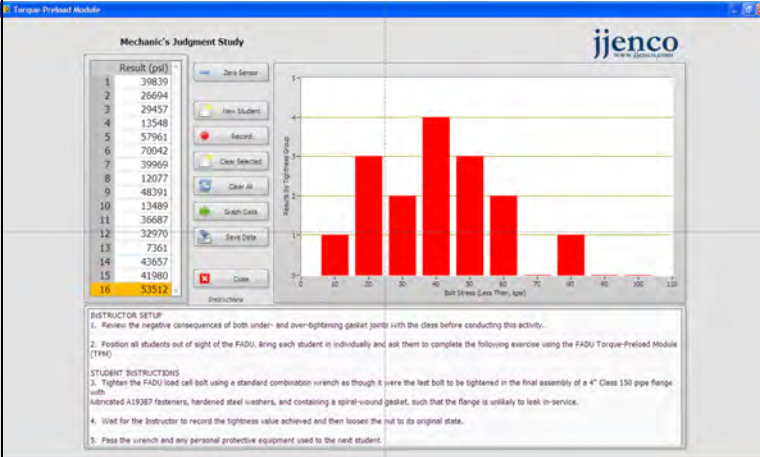 Torque-Preload Module
Mechanic's Judgment Study
jjenco
www.jjenco.com
Result (psi)
1 39839
2 26694
3 29457
4 13548
5 57961
6 70042
7 39969
8 12077
9 48391
10 13489
11 36687
12 32970
13 7361
14 43657
15 41980
16 53512
Zero Sensor
New Student
Record
Clear Selected
Clear All
Graph Data
Save Data
Close
Instructions
Results by Tightness Group
5
4
3
2
1
0
0 10 20 30 40 50 60 70 80 90 100 110
Bolt Stress (Less Than, kpsi)
INSTRUCTOR SETUP
1. Review the negative consequences of both under- and over-tightening gasket joints with the class before conducting this activity.
2. Position all students out of sight of the FADU. Bring each student in individually and ask them to complete the following exercise using the FADU Torque-Preload Module
(TPM)
STUDENT INSTRUCTIONS
3. Tighten the FADU load cell bolt using a standard combination wrench as though it were the last bolt to be tightened in the final assembly of a 4" Class 150 pipe flange
with
lubricated A193B7 fasteners, hardened steel washers, and containing a spiral-wound gasket, such that the flange is unlikely to leak in-service.
4. Wait for the Instructor to record the tightness value achieved and then loosen the nut to its original state.
5. Pass the wrench and any personal protective equipment used to the next student.